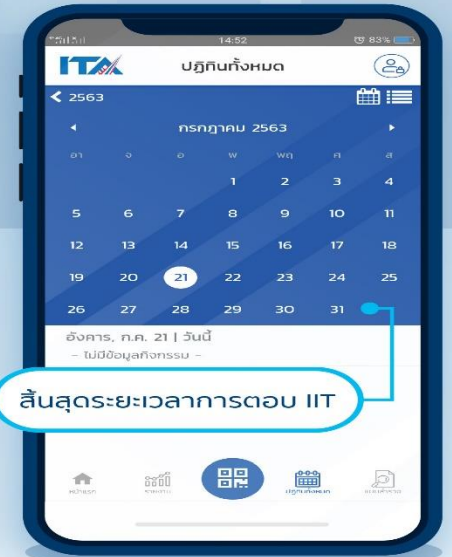 14:52
83%
ITA
ปฏิทินทั้งหมด
2563
กรกฎาคม 2563
อา จ อ พ พฤ ศ ส
1 2 3 4
5 6 7 8 9 10 11
12 13 14 15 16 17 18
19 20 21 22 23 24 25
26 27 28 29 30 31
อังคาร, ก.ค. 21 | วันนี้
- ไม่มีข้อมูลกิจกรรม -
สิ้นสุดระยะเวลาการตอบ IIT
หน้าแรก
รายงาน
ปฏิทินทั้งหมด